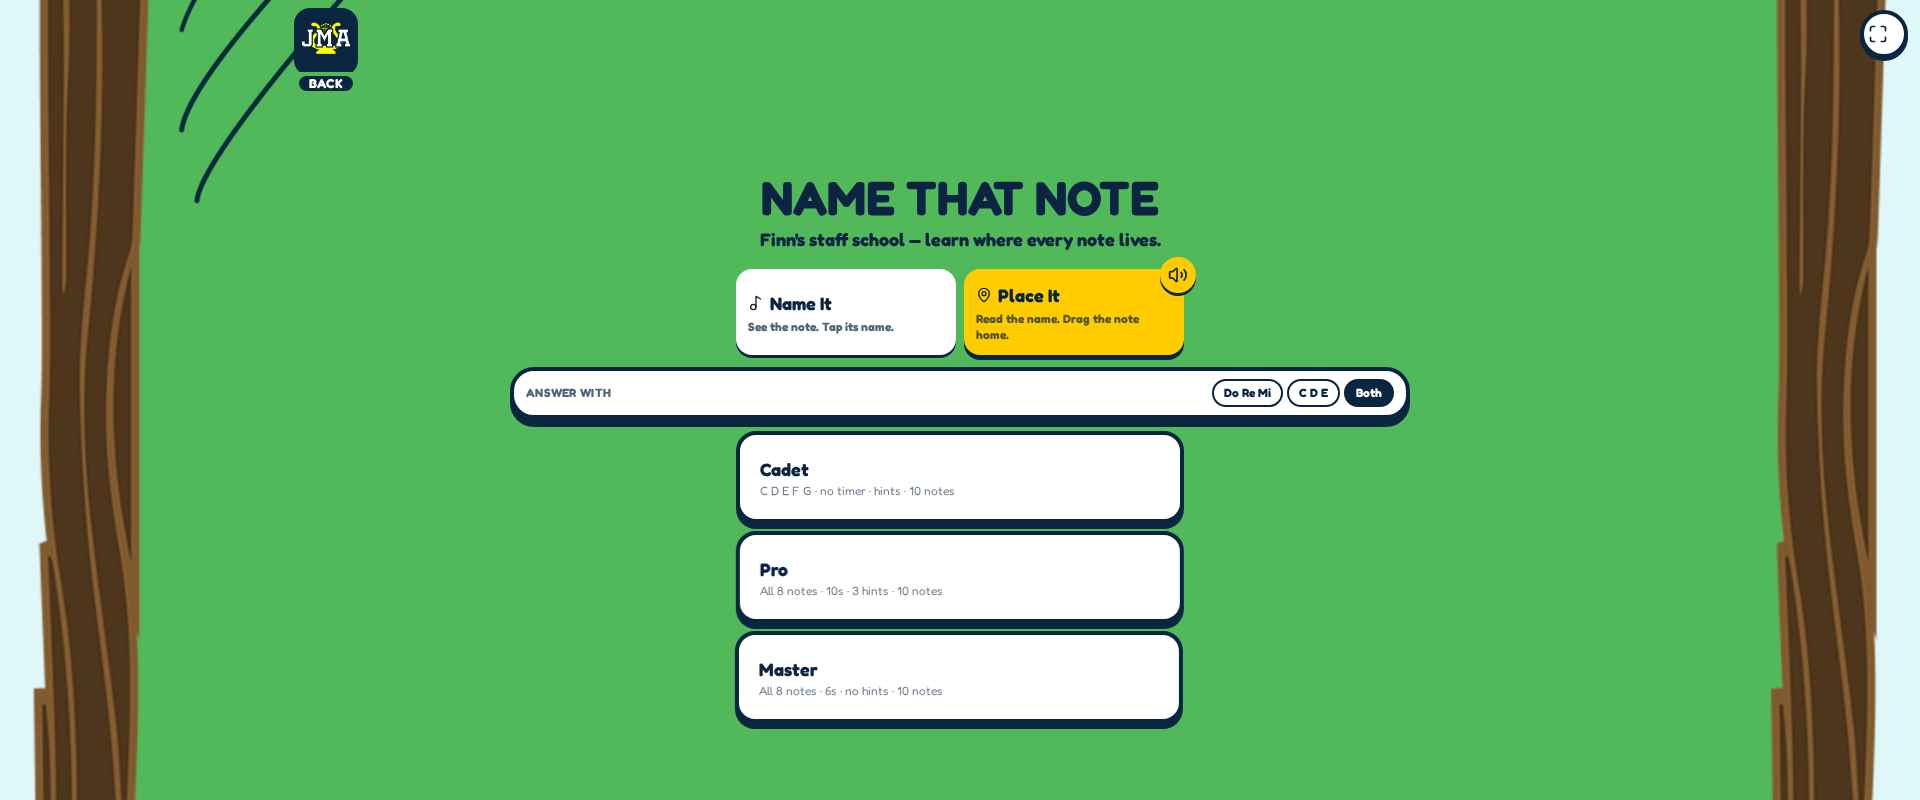 JMA
BACK
NAME THAT NOTE
Finn's staff school – learn where every note lives.
Name It
See the note. Tap its name.
Place It
Read the name. Drag the note
home.
ANSWER WITH
Do Re Mi
C D E
Both
Cadet
C D E F G · no timer · hints · 10 notes
Pro
All 8 notes · 10s · 3 hints · 10 notes
Master
All 8 notes · 6s · no hints · 10 notes